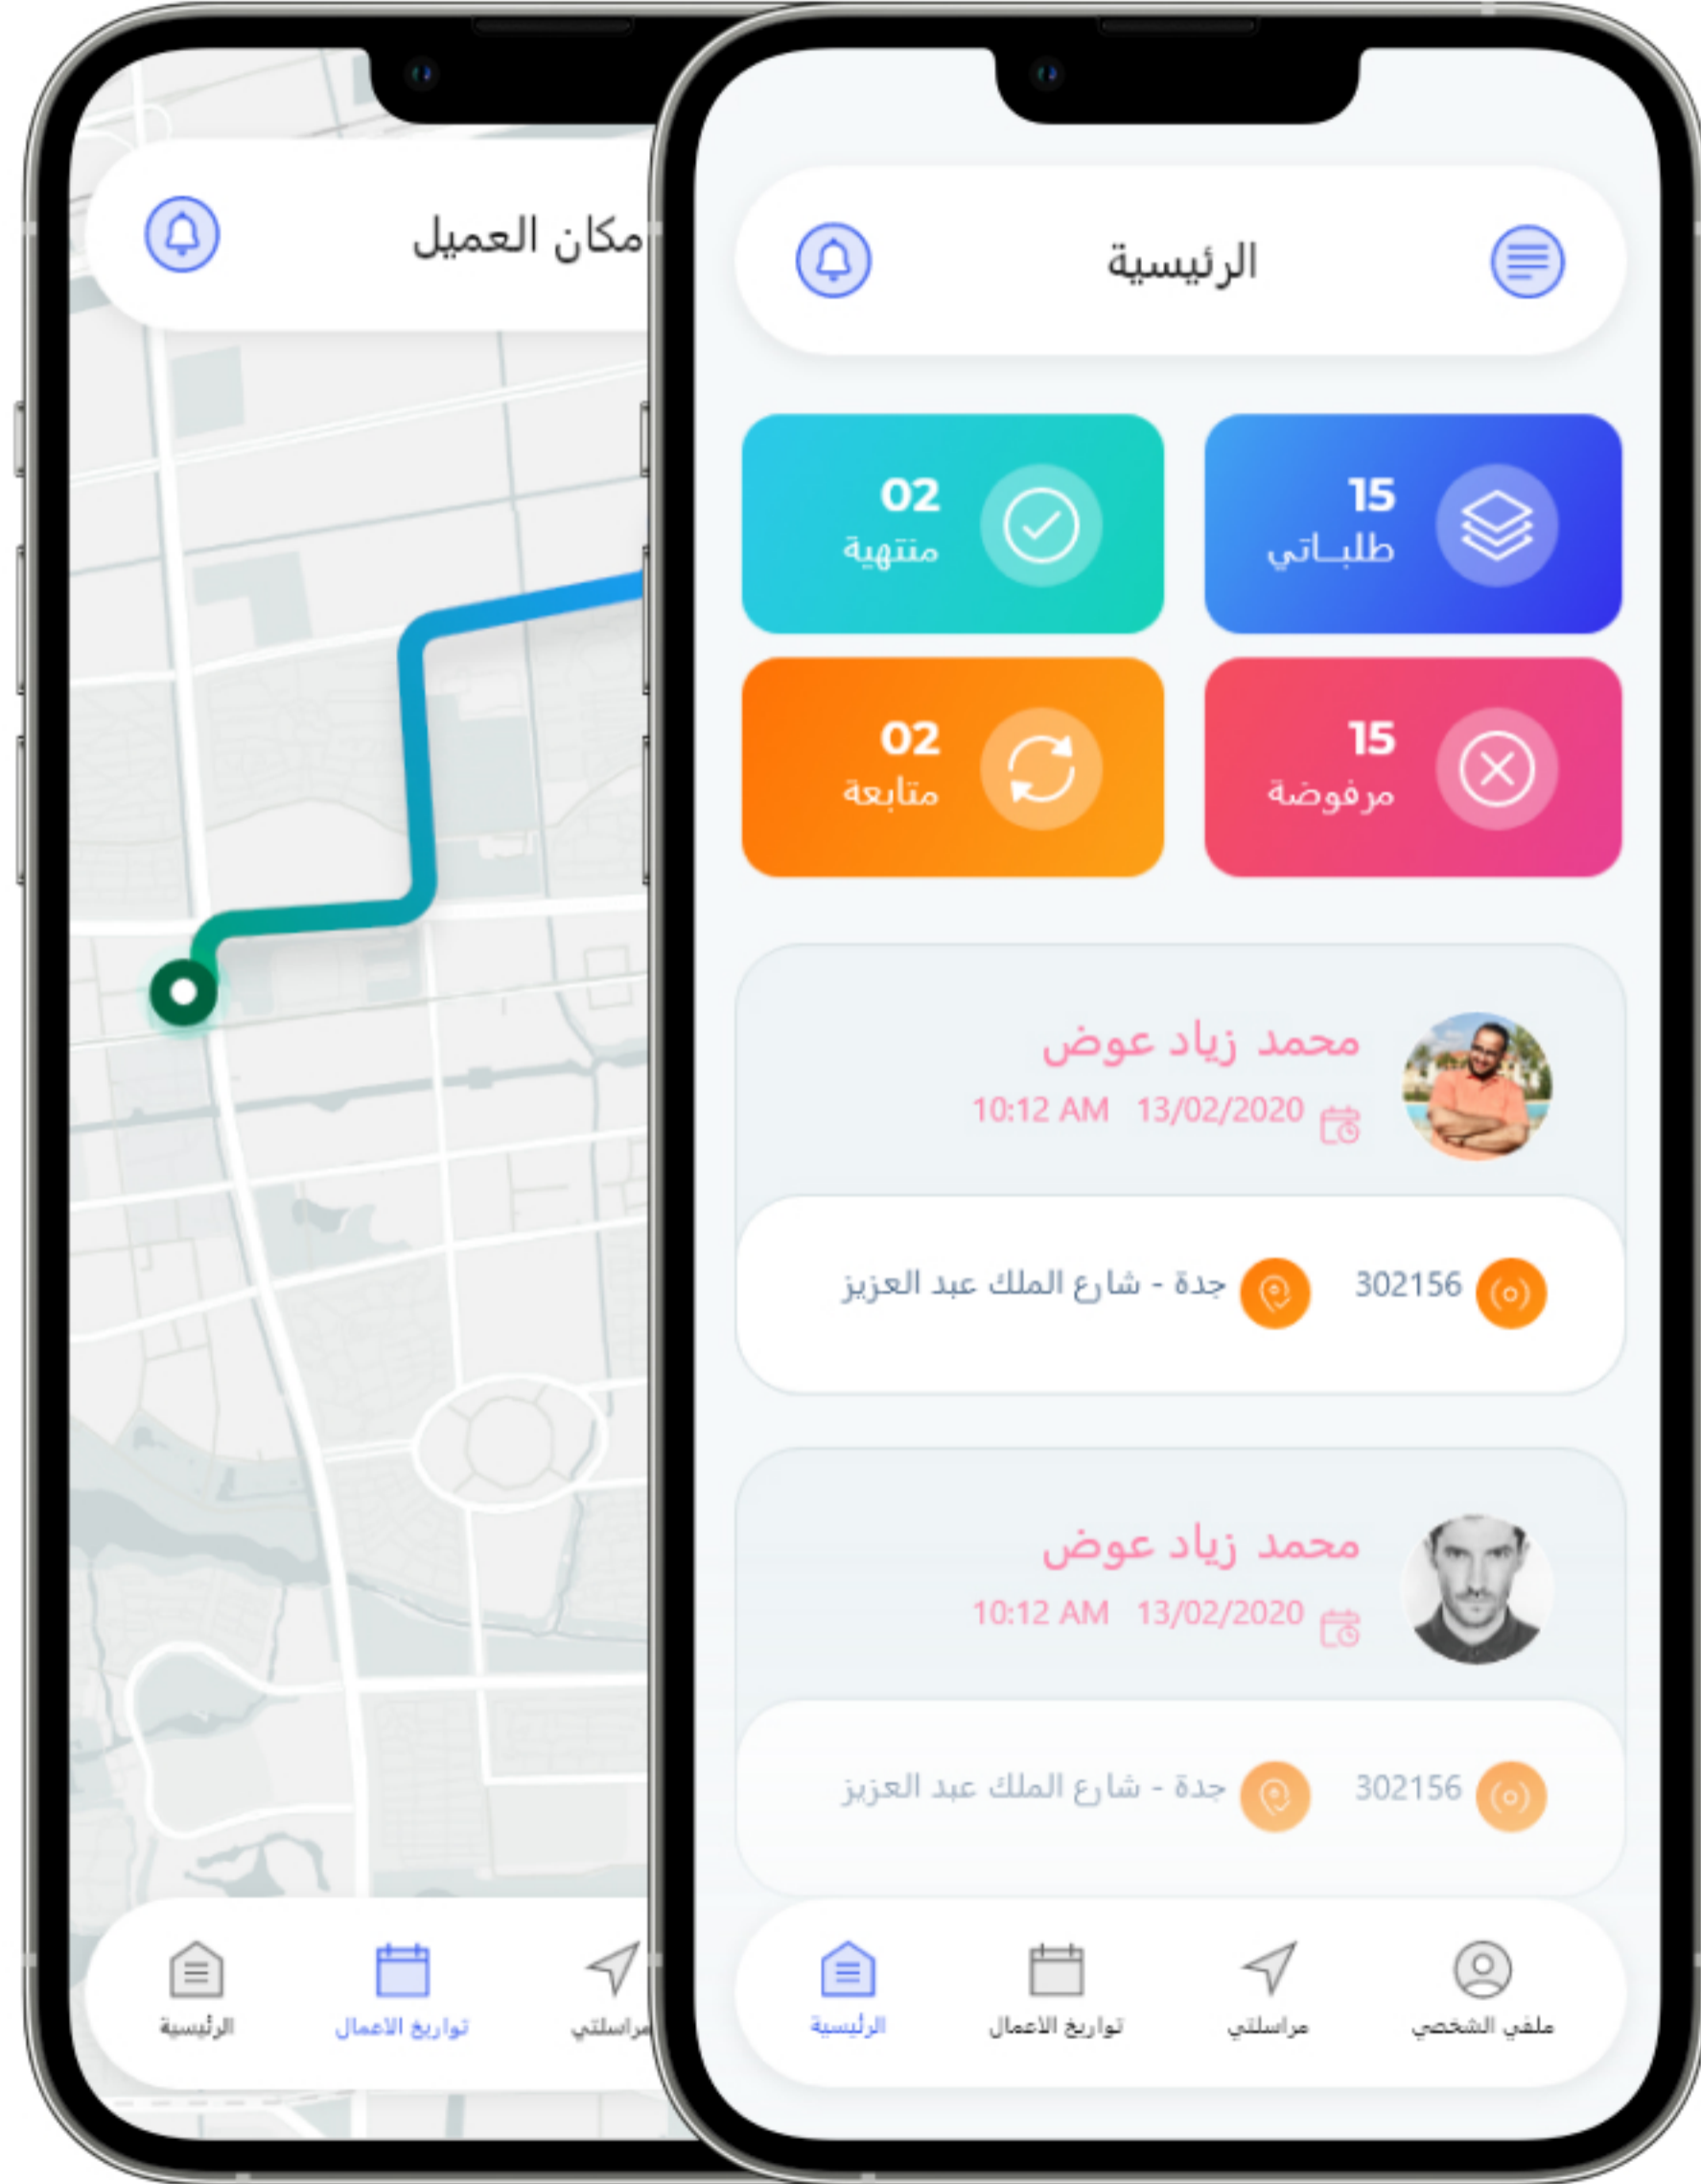 مكان العميل
الرئيسية
تواريخ الاعمال
مراسلتي
الرئيسية
15
طلبــاتي
02
منتهية
15
مرفوضة
02
متابعة
محمد زياد عوض
13/02/2020 10:12 AM
302156 جدة - شارع الملك عبد العزيز
محمد زياد عوض
13/02/2020 10:12 AM
302156 جدة - شارع الملك عبد العزيز
ملفي الشخصي
مراسلتي
تواريخ الاعمال
الرئيسية